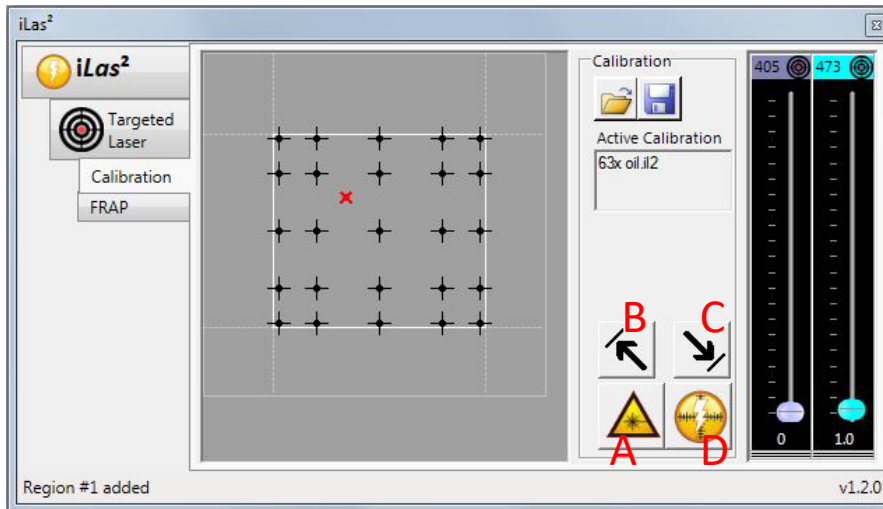 iLas²
iLas²
Targeted
Laser
Calibration
FRAP
Calibration
Active Calibration
63x oil.il2
B
C
A
D
405
473
0
1.0
Region #1 added
v1.2.0